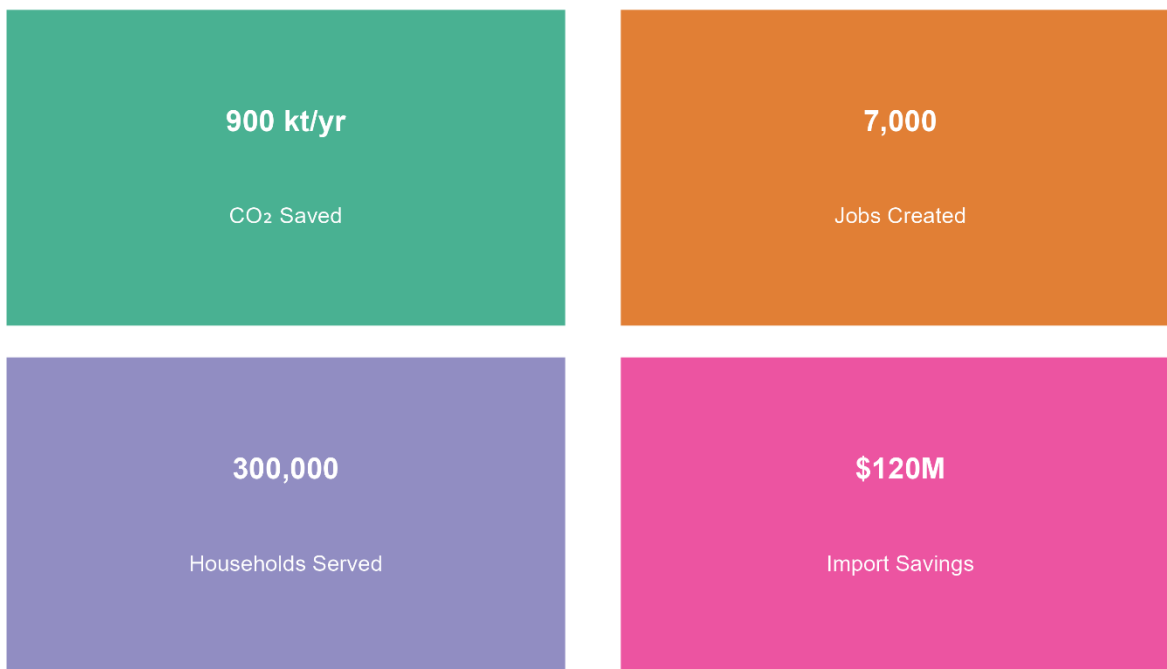 900 kt/yr
CO₂ Saved
7,000
Jobs Created
300,000
Households Served
$120M
Import Savings